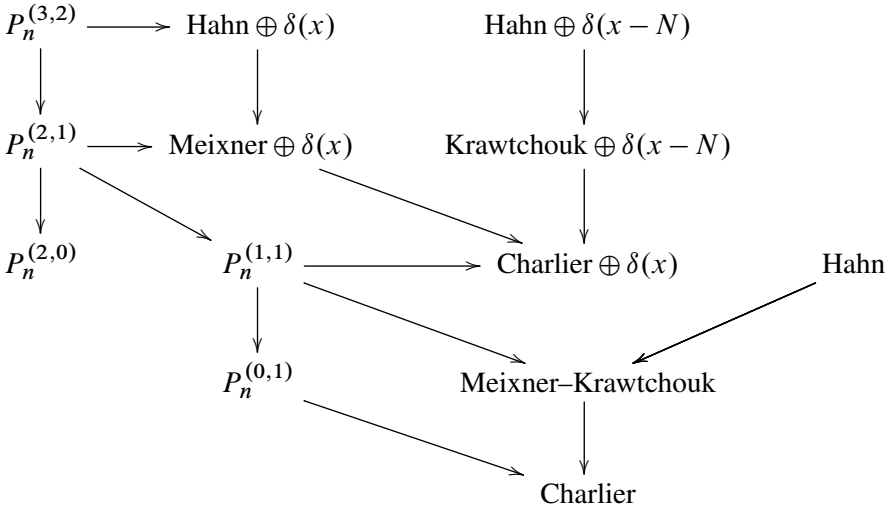 P_n^{(3,2)} Hahn ⊕ δ(x) Hahn ⊕ δ(x − N)
P_n^{(2,1)} Meixner ⊕ δ(x) Krawtchouk ⊕ δ(x − N)
P_n^{(2,0)} P_n^{(1,1)} Charlier ⊕ δ(x) Hahn
P_n^{(0,1)} Meixner–Krawtchouk
Charlier